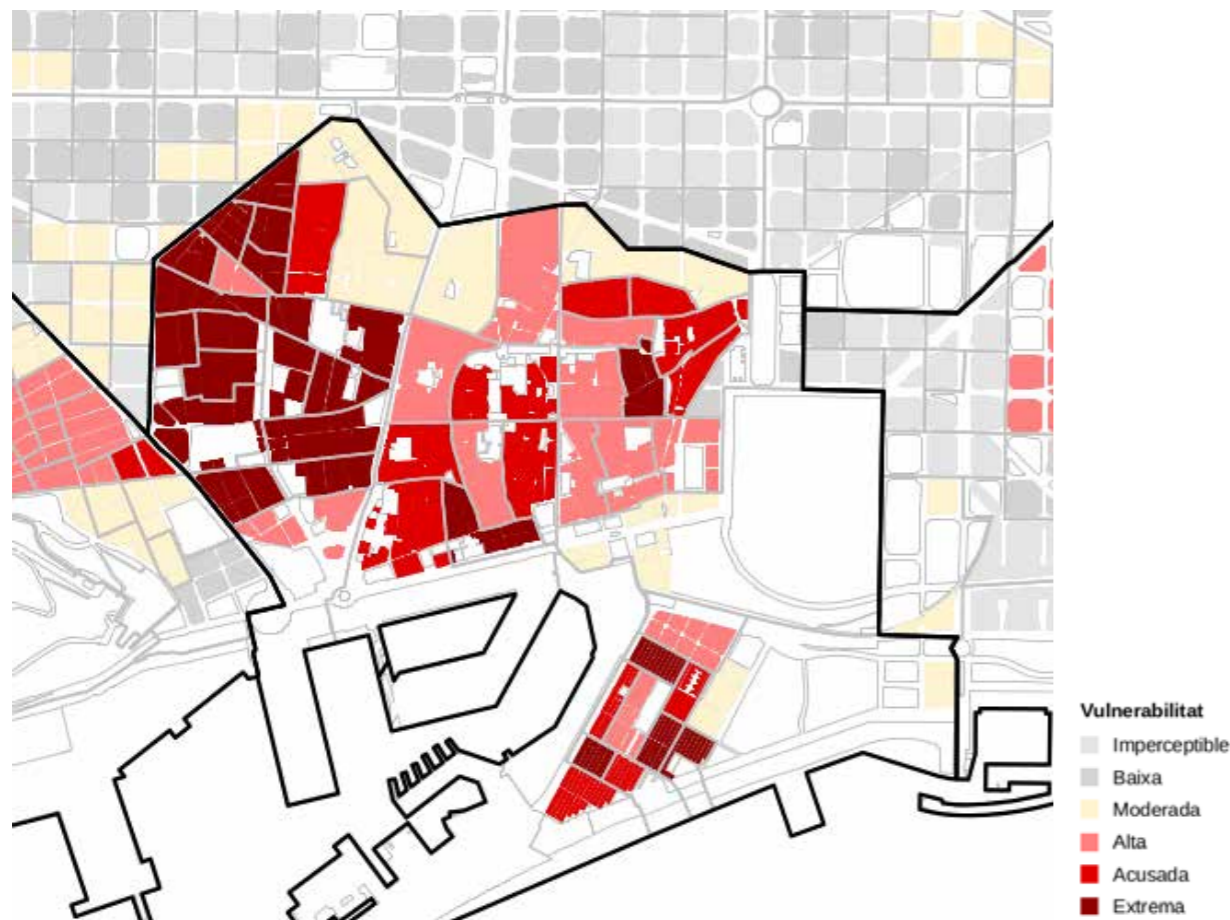 Vulnerabilitat
Imperceptible
Baixa
Moderada
Alta
Acusada
Extrema